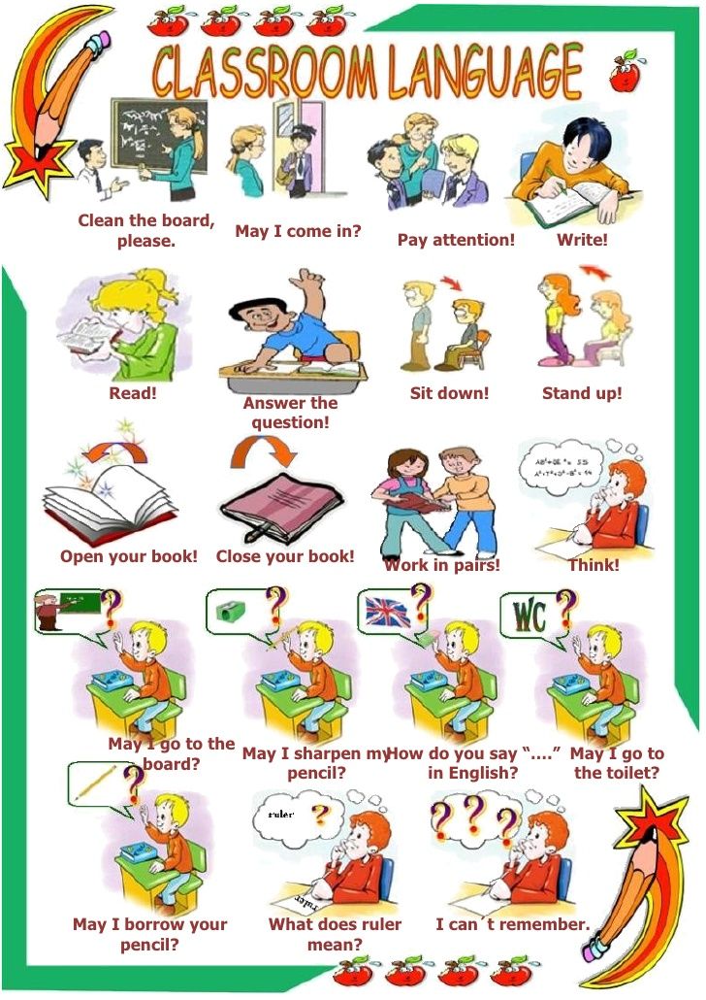 CLASSROOM LANGUAGE
Clean the board,
please.
May I come in?
Pay attention!
Write!
Read!
Answer the
question!
Sit down!
Stand up!
Open your book!
Close your book!
Work in pairs!
Think!
WC
May I go to the
board?
May I sharpen my
pencil?
How do you say “....”
in English?
May I go to
the toilet?
ruler ?
ruler
May I borrow your
pencil?
What does ruler
mean?
I can´t remember.